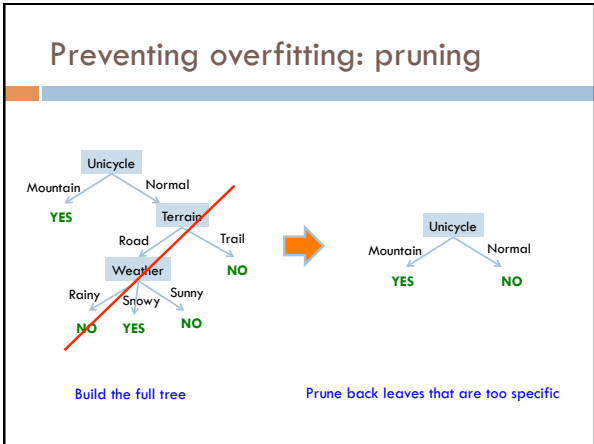 Preventing overfitting: pruning
Unicycle
Mountain
Normal
YES
Terrain
Road
Trail
Weather
NO
Rainy
Snowy
Sunny
NO
YES
NO
Unicycle
Mountain
Normal
YES
NO
Build the full tree
Prune back leaves that are too specific